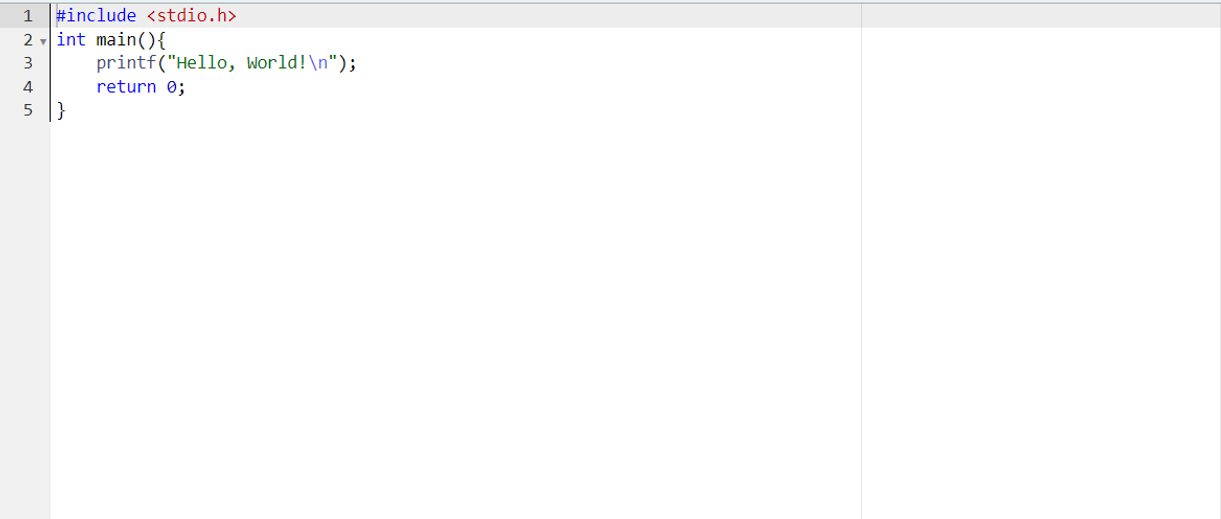 1 #include <stdio.h>
2 int main(){
3     printf("Hello, World!\n");
4     return 0;
5 }